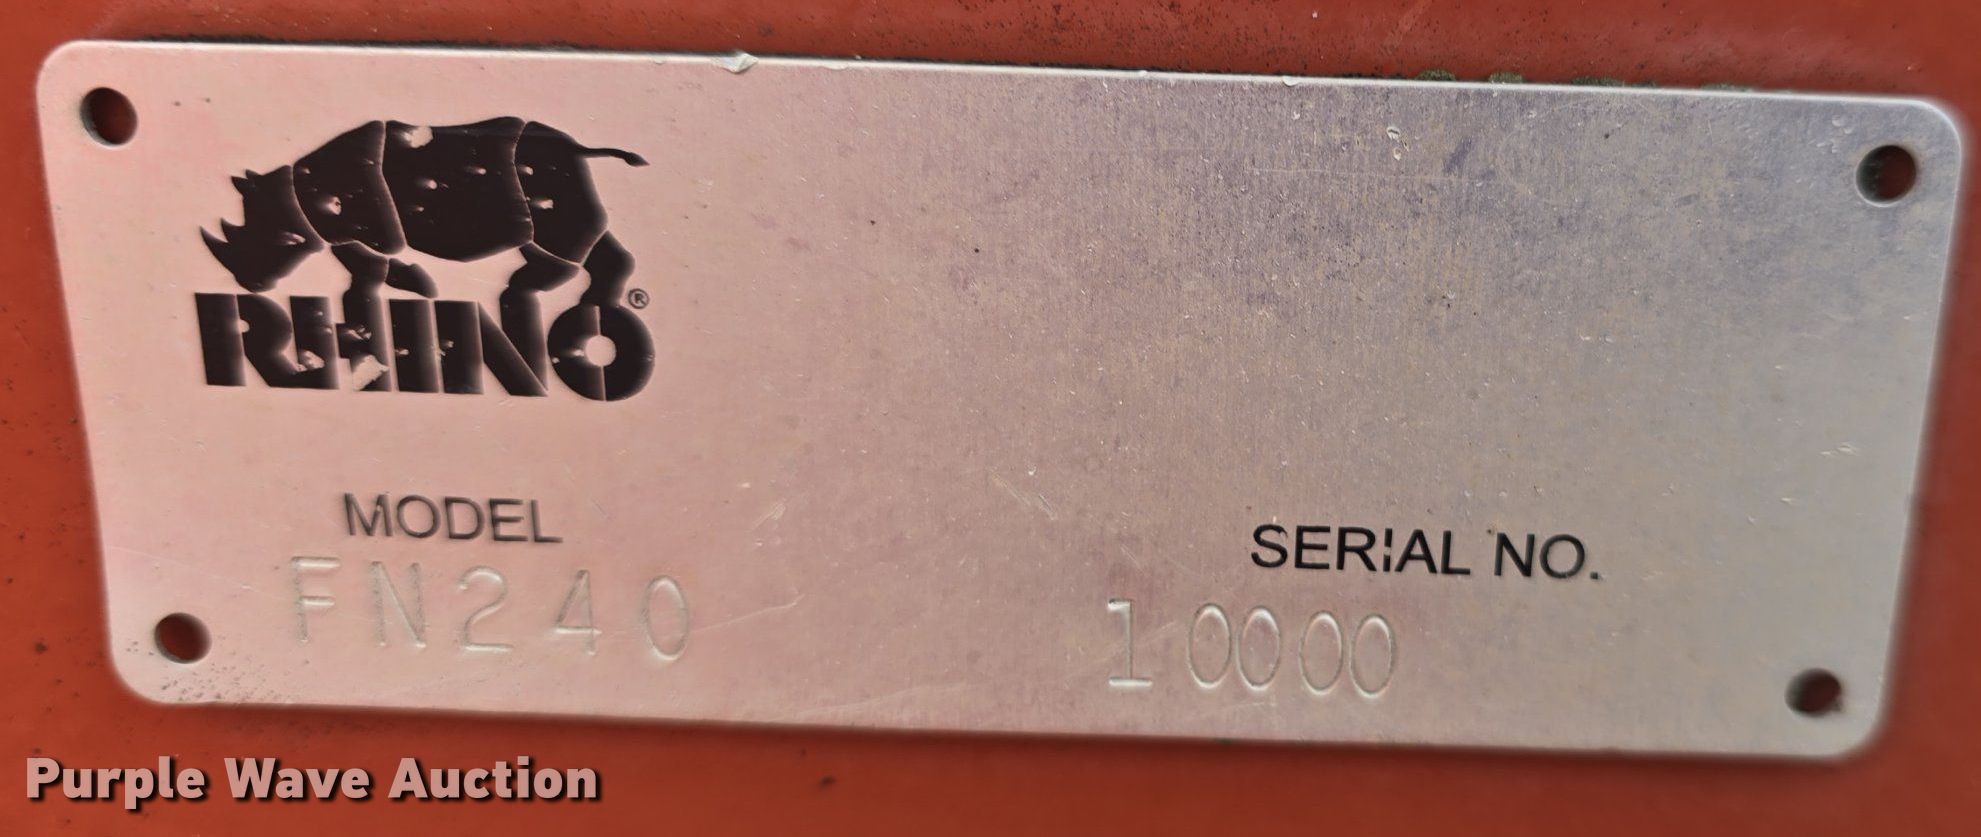 RHINO®
MODEL
FN240
SERIAL NO.
10000
Purple Wave Auction